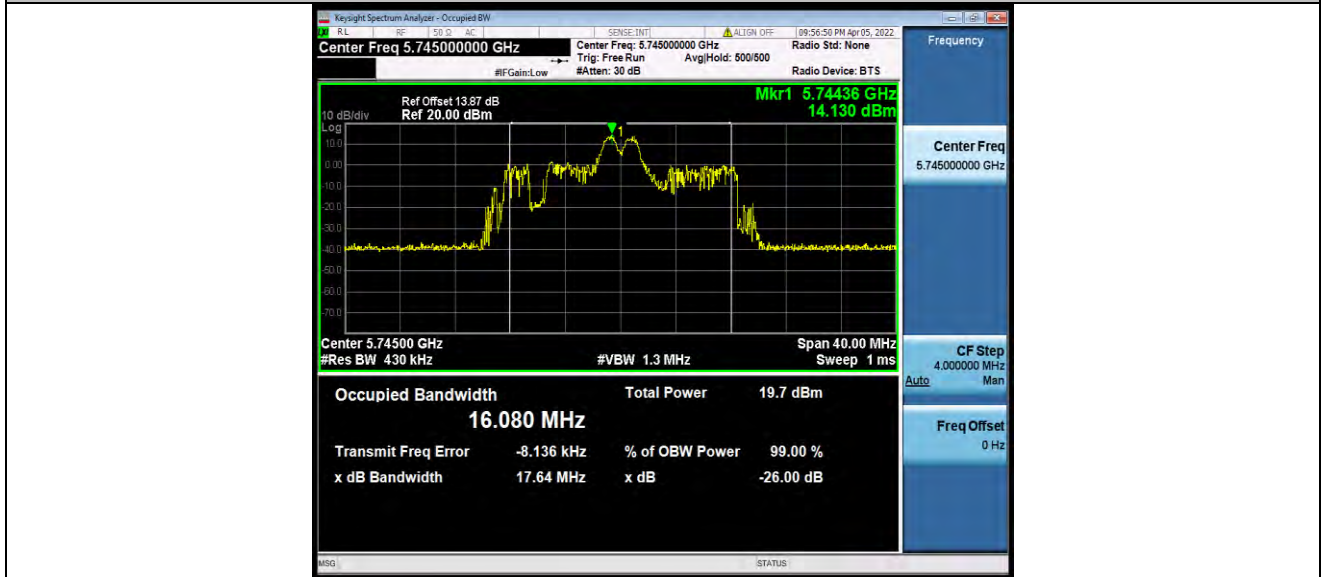 Keysight Spectrum Analyzer - Occupied BW
RL RF 50 Ω AC SENSE:INT ALIGN OFF 09:56:50 PM Apr 05, 2022
Center Freq 5.745000000 GHz
Center Freq: 5.745000000 GHz Radio Std: None
Trig: Free Run Avg|Hold: 500/500
#IFGain:Low #Atten: 30 dB Radio Device: BTS
Mkr1 5.74436 GHz
14.130 dBm
Ref Offset 13.87 dB
10 dB/div Ref 20.00 dBm
Log
10.0
0.00
-10.0
-20.0
-30.0
-40.0
-50.0
-60.0
-70.0
1
Center 5.74500 GHz Span 40.00 MHz
#Res BW 430 kHz #VBW 1.3 MHz Sweep 1 ms
Occupied Bandwidth Total Power 19.7 dBm
16.080 MHz
Transmit Freq Error -8.136 kHz % of OBW Power 99.00 %
x dB Bandwidth 17.64 MHz x dB -26.00 dB
MSG STATUS
Frequency
Center Freq
5.745000000 GHz
CF Step
4.000000 MHz
Auto Man
Freq Offset
0 Hz